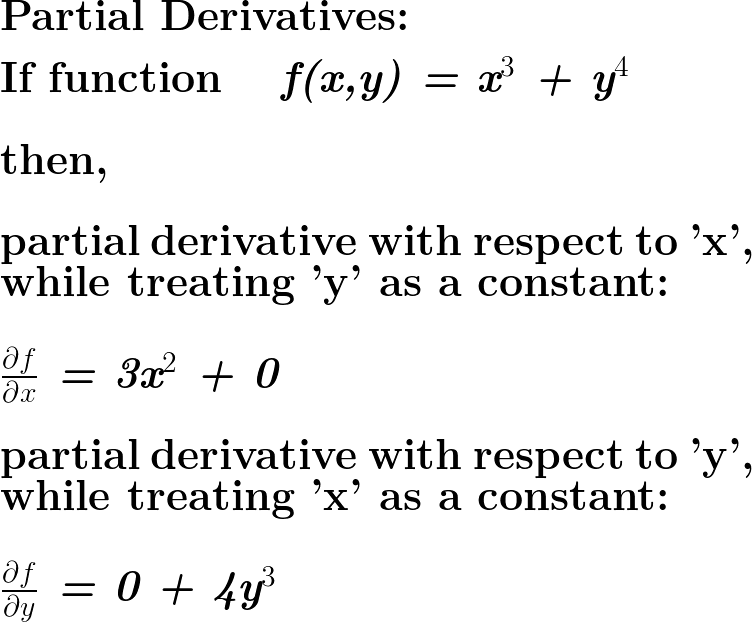 Partial Derivatives:
If function f(x,y) = x³ + y⁴
then,
partial derivative with respect to ’x’,
while treating ’y’ as a constant:
∂f/∂x = 3x² + 0
partial derivative with respect to ’y’,
while treating ’x’ as a constant:
∂f/∂y = 0 + 4y³